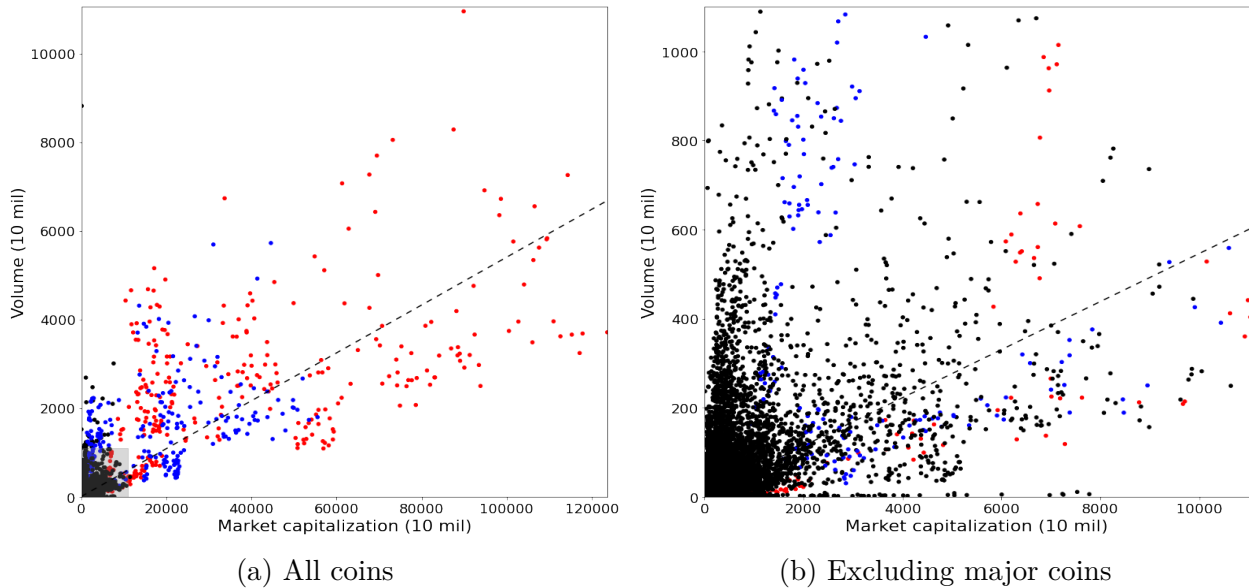 10000
8000
6000
4000
2000
0
Volume (10 mil)
0 20000 40000 60000 80000 100000 120000
Market capitalization (10 mil)
(a) All coins
1000
800
600
400
200
0
Volume (10 mil)
0 2000 4000 6000 8000 10000
Market capitalization (10 mil)
(b) Excluding major coins